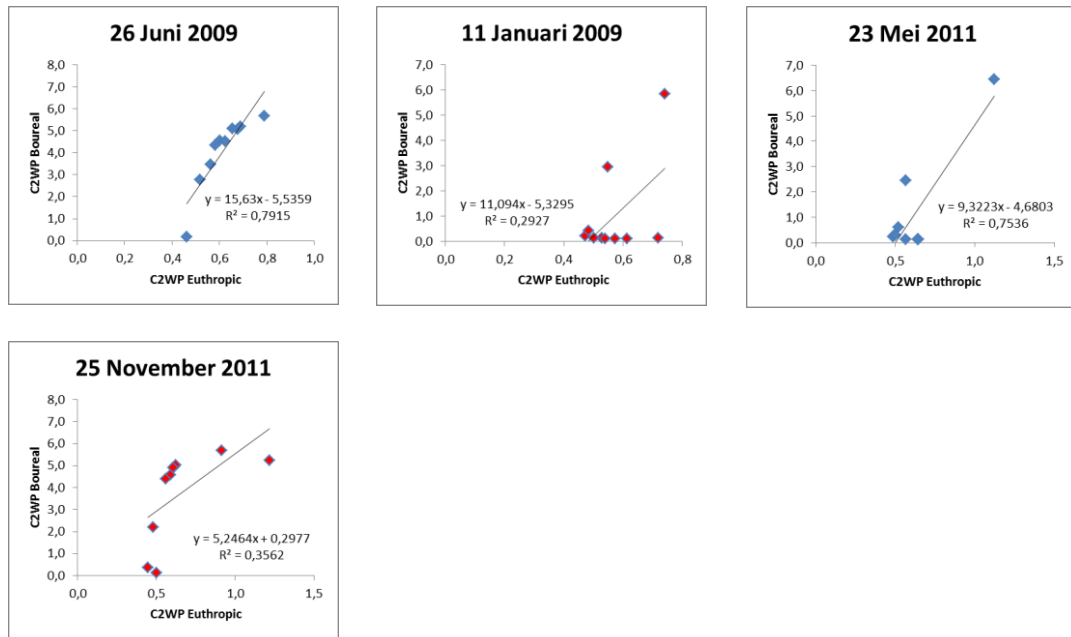 26 Juni 2009
C2WP Boureal
8,0
7,0
6,0
5,0
4,0
3,0
2,0
1,0
0,0
y = 15,63x - 5,5359
R² = 0,7915
0,0 0,2 0,4 0,6 0,8 1,0
C2WP Euthropic
11 Januari 2009
C2WP Boureal
7,0
6,0
5,0
4,0
3,0
2,0
1,0
0,0
y = 11,094x - 5,3295
R² = 0,2927
0,0 0,2 0,4 0,6 0,8
C2WP Euthropic
23 Mei 2011
C2WP Boureal
7,0
6,0
5,0
4,0
3,0
2,0
1,0
0,0
y = 9,3223x - 4,6803
R² = 0,7536
0,0 0,5 1,0 1,5
C2WP Euthropic
25 November 2011
C2WP Boureal
8,0
7,0
6,0
5,0
4,0
3,0
2,0
1,0
0,0
y = 5,2464x + 0,2977
R² = 0,3562
0,0 0,5 1,0 1,5
C2WP Euthropic